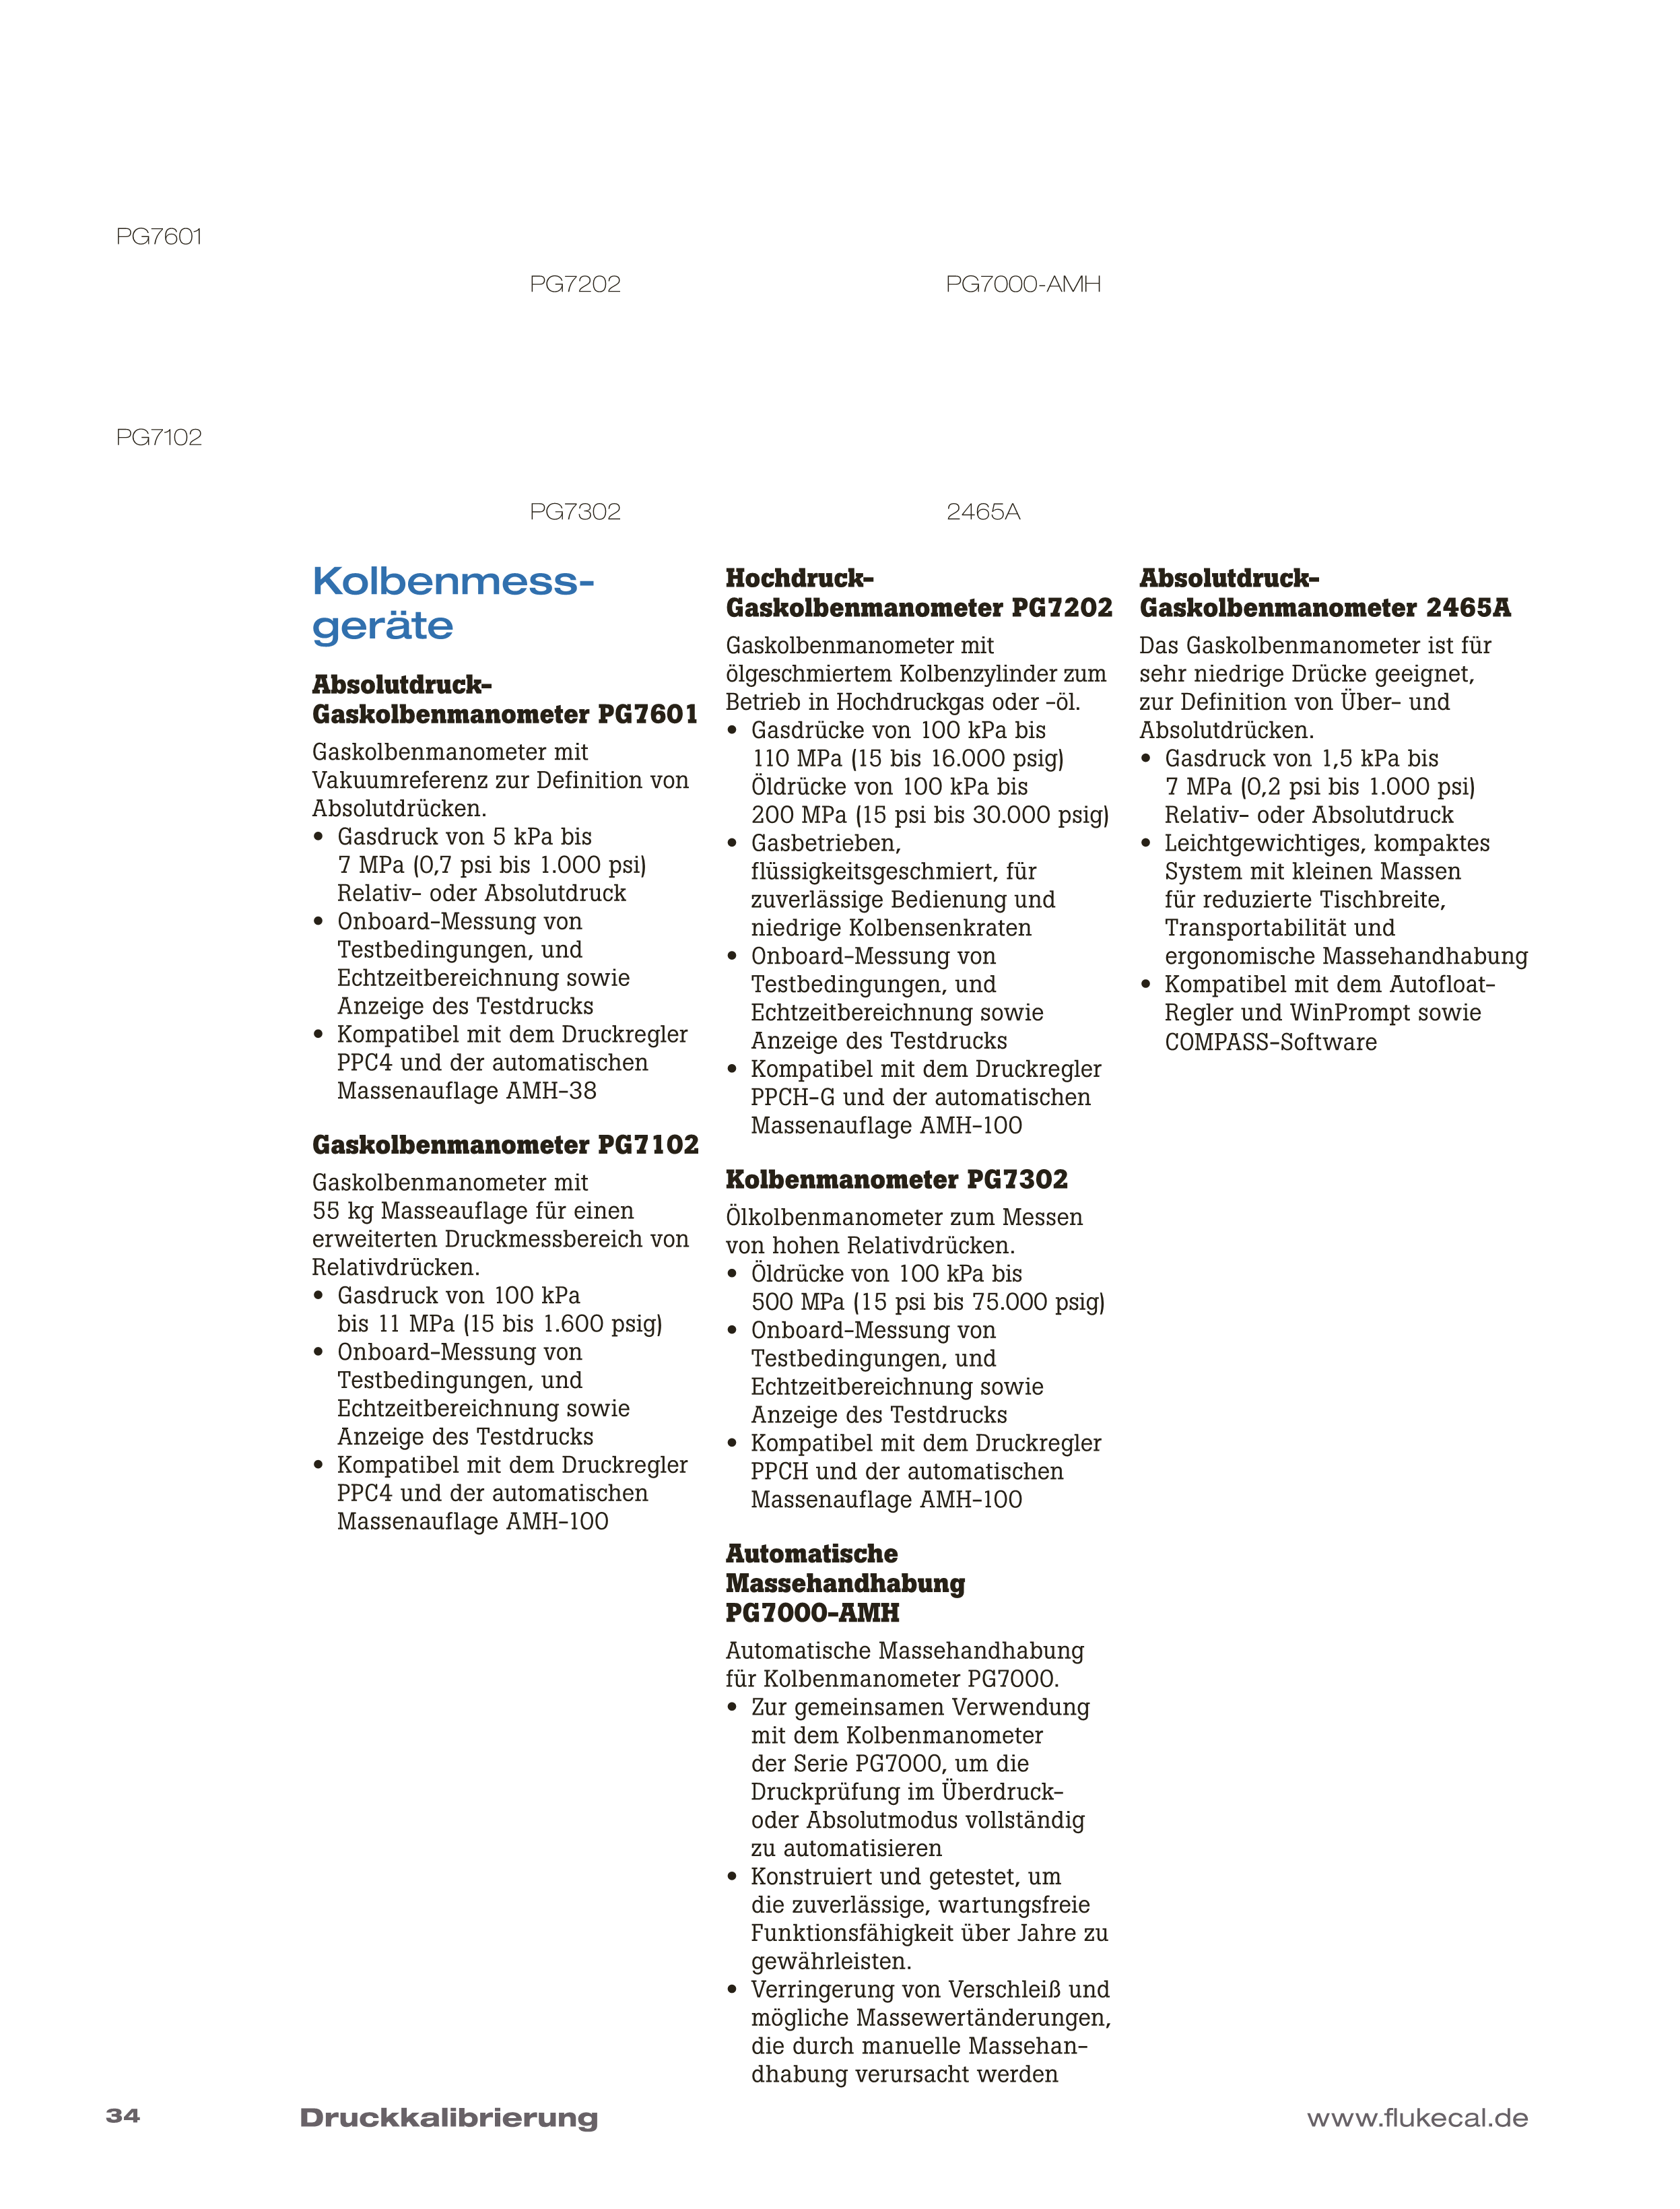 PG7601
PG7202
PG7000-AMH
PG7102
PG7302
2465A
Kolbenmess-
geräte
Absolutdruck-
Gaskolbenmanometer PG7601
Gaskolbenmanometer mit
Vakuumreferenz zur Definition von
Absolutdrücken.
• Gasdruck von 5 kPa bis
7 MPa (0,7 psi bis 1.000 psi)
Relativ- oder Absolutdruck
• Onboard-Messung von
Testbedingungen, und
Echtzeitbereichnung sowie
Anzeige des Testdrucks
• Kompatibel mit dem Druckregler
PPC4 und der automatischen
Massenauflage AMH-38
Gaskolbenmanometer PG7102
Gaskolbenmanometer mit
55 kg Masseauflage für einen
erweiterten Druckmessbereich von
Relativdrücken.
• Gasdruck von 100 kPa
bis 11 MPa (15 bis 1.600 psig)
• Onboard-Messung von
Testbedingungen, und
Echtzeitbereichnung sowie
Anzeige des Testdrucks
• Kompatibel mit dem Druckregler
PPC4 und der automatischen
Massenauflage AMH-100
Hochdruck-
Gaskolbenmanometer PG7202
Gaskolbenmanometer mit
ölgeschmiertem Kolbenzylinder zum
Betrieb in Hochdruckgas oder -öl.
• Gasdrücke von 100 kPa bis
110 MPa (15 bis 16.000 psig)
Öldrücke von 100 kPa bis
200 MPa (15 psi bis 30.000 psig)
• Gasbetrieben,
flüssigkeitsgeschmiert, für
zuverlässige Bedienung und
niedrige Kolbensenkraten
• Onboard-Messung von
Testbedingungen, und
Echtzeitbereichnung sowie
Anzeige des Testdrucks
• Kompatibel mit dem Druckregler
PPCH-G und der automatischen
Massenauflage AMH-100
Kolbenmanometer PG7302
Ölkolbenmanometer zum Messen
von hohen Relativdrücken.
• Öldrücke von 100 kPa bis
500 MPa (15 psi bis 75.000 psig)
• Onboard-Messung von
Testbedingungen, und
Echtzeitbereichnung sowie
Anzeige des Testdrucks
• Kompatibel mit dem Druckregler
PPCH und der automatischen
Massenauflage AMH-100
Automatische
Massehandhabung
PG7000-AMH
Automatische Massehandhabung
für Kolbenmanometer PG7000.
• Zur gemeinsamen Verwendung
mit dem Kolbenmanometer
der Serie PG7000, um die
Druckprüfung im Überdruck-
oder Absolutmodus vollständig
zu automatisieren
• Konstruiert und getestet, um
die zuverlässige, wartungsfreie
Funktionsfähigkeit über Jahre zu
gewährleisten.
• Verringerung von Verschleiß und
mögliche Massewertänderungen,
die durch manuelle Massehan-
dhabung verursacht werden
Absolutdruck-
Gaskolbenmanometer 2465A
Das Gaskolbenmanometer ist für
sehr niedrige Drücke geeignet,
zur Definition von Über- und
Absolutdrücken.
• Gasdruck von 1,5 kPa bis
7 MPa (0,2 psi bis 1.000 psi)
Relativ- oder Absolutdruck
• Leichtgewichtiges, kompaktes
System mit kleinen Massen
für reduzierte Tischbreite,
Transportabilität und
ergonomische Massehandhabung
• Kompatibel mit dem Autofloat-
Regler und WinPrompt sowie
COMPASS-Software
34
Druckkalibrierung
www.flukecal.de